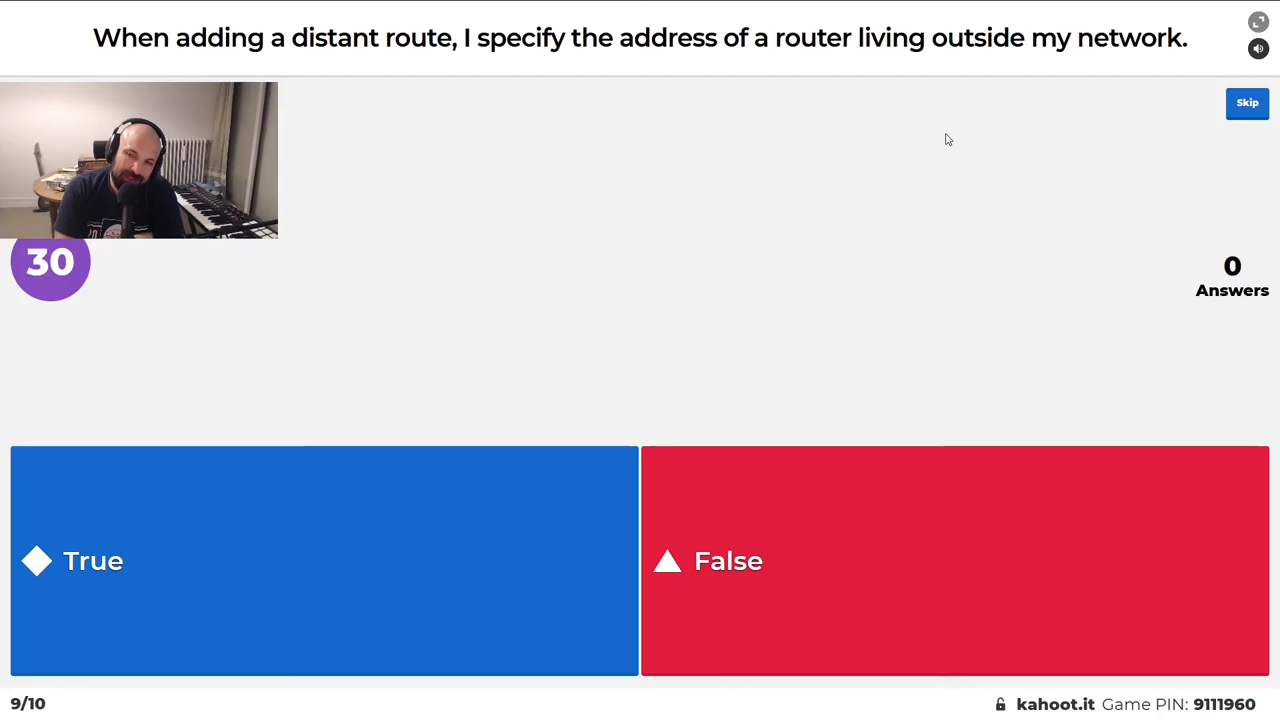 When adding a distant route, I specify the address of a router living outside my network.
Skip
30
0
Answers
True
False
9/10
kahoot.it Game PIN: 9111960